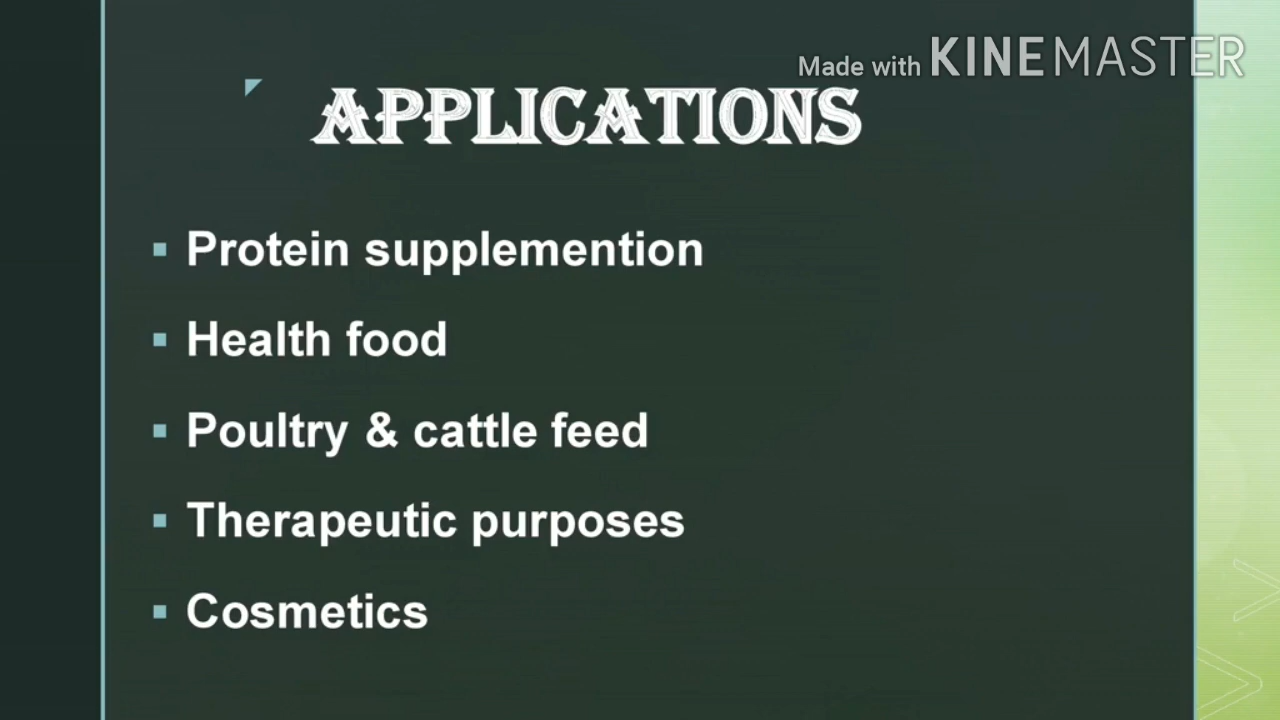 Made with KINEMASTER
APPLICATIONS
Protein supplemention
Health food
Poultry & cattle feed
Therapeutic purposes
Cosmetics